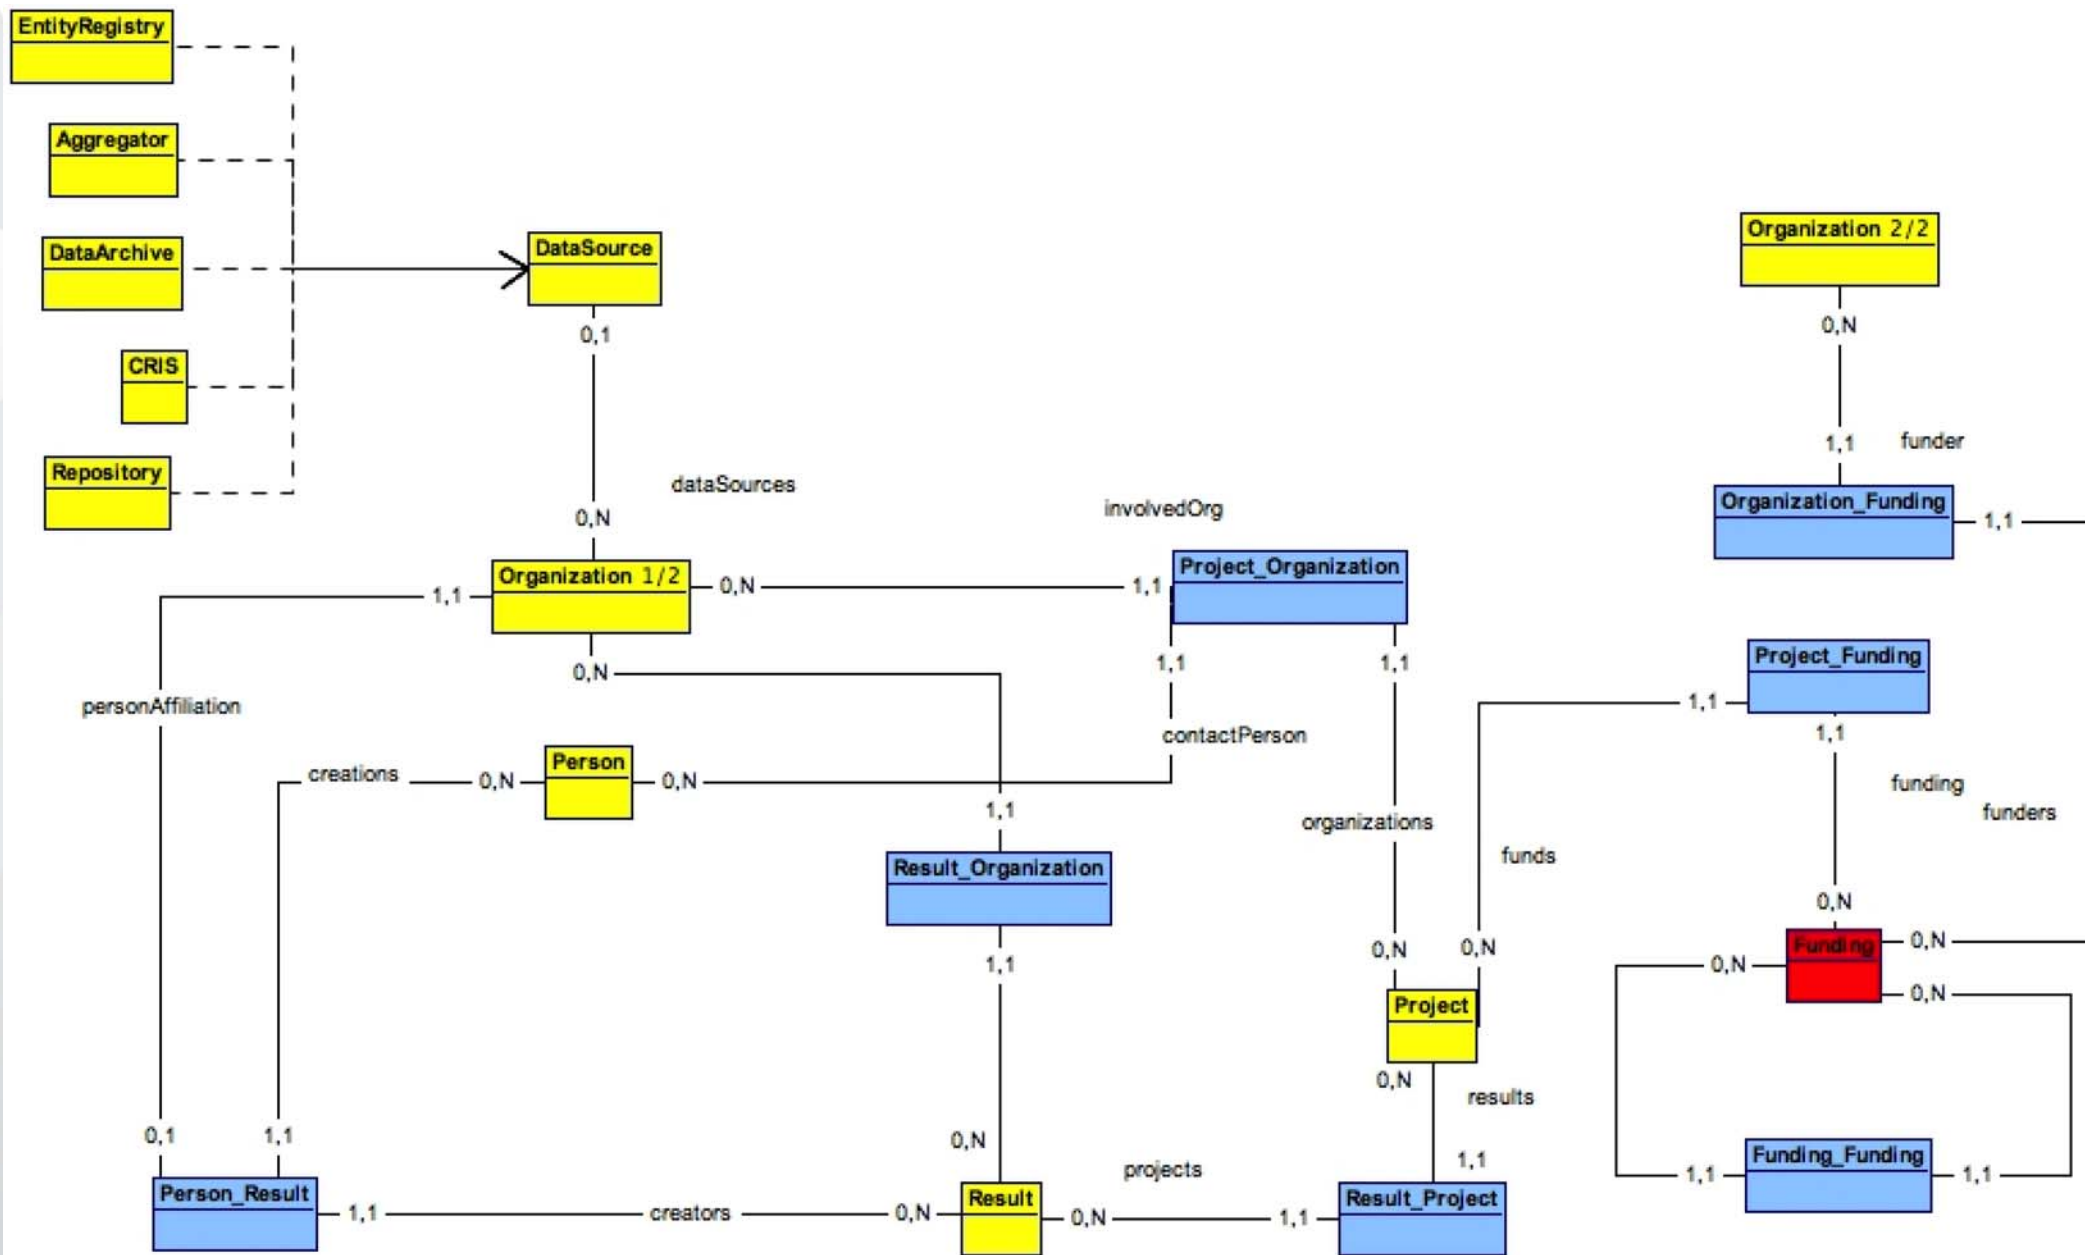 EntityRegistry
Aggregator
DataArchive
CRIS
Repository
DataSource
0,1
0,N
dataSources
Organization 1/2
1,1
0,N
0,N
involvedOrg
1,1
Project_Organization
1,1
1,1
personAffiliation
creations
0,N
Person
0,N
contactPerson
organizations
1,1
Result_Organization
1,1
0,N
0,N
funds
Project
0,N
results
1,1
0,1
1,1
Person_Result
1,1
creators
0,N
0,N
Result
0,N
projects
1,1
Result_Project
Organization 2/2
0,N
1,1
funder
Organization_Funding
1,1
Project_Funding
1,1
1,1
funding
funders
0,N
Funding
0,N
0,N
0,N
Funding_Funding
1,1
1,1